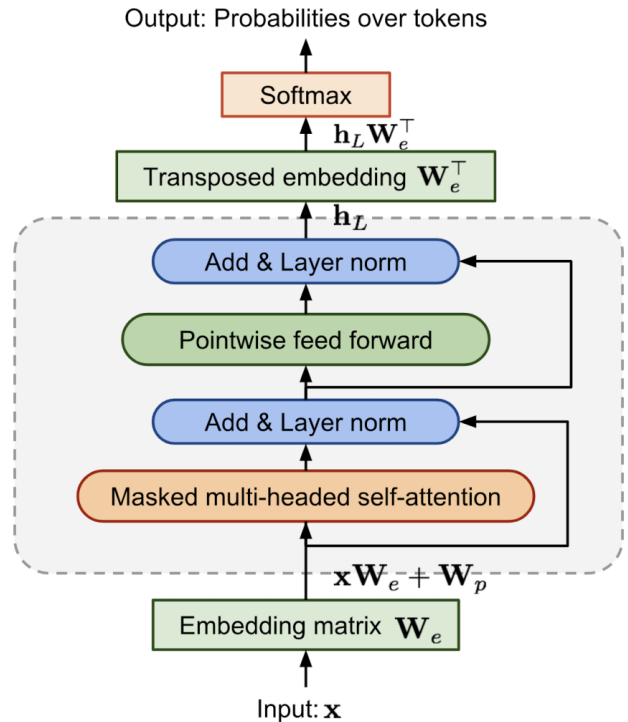 Output: Probabilities over tokens
Softmax
h_L W_e^⊤
Transposed embedding W_e^⊤
h_L
Add & Layer norm
Pointwise feed forward
Add & Layer norm
Masked multi-headed self-attention
xW_e + W_p
Embedding matrix W_e
Input: x